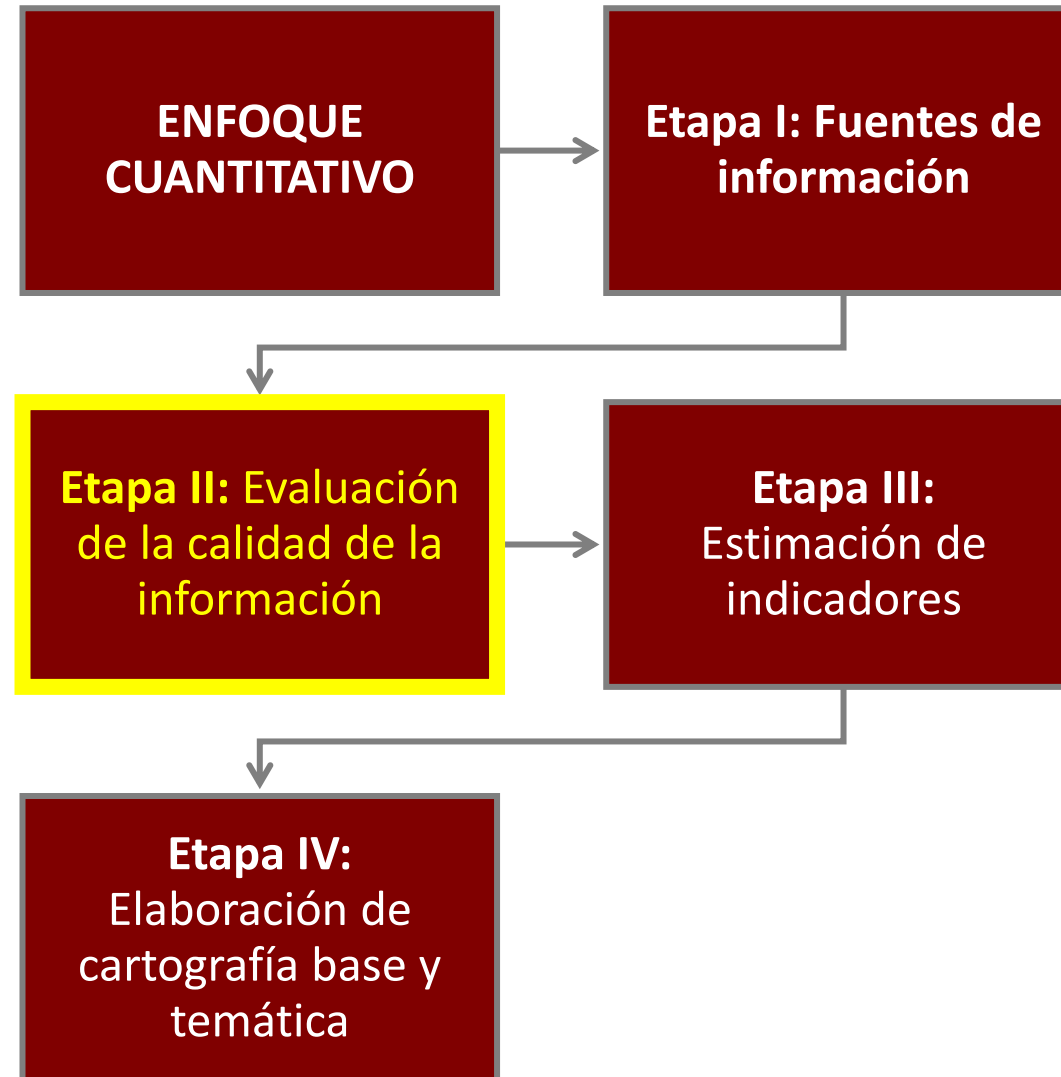 ENFOQUE
CUANTITATIVO
Etapa I: Fuentes de
información
Etapa II: Evaluación
de la calidad de la
información
Etapa III:
Estimación de
indicadores
Etapa IV:
Elaboración de
cartografía base y
temática